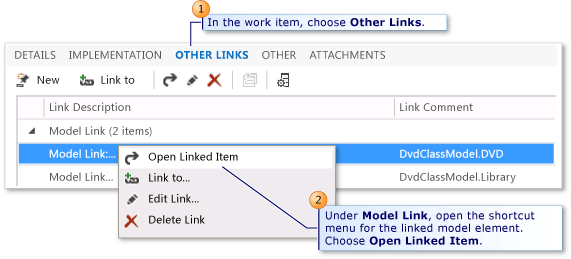 1
In the work item, choose Other Links.
DETAILS IMPLEMENTATION OTHER LINKS OTHER ATTACHMENTS
New Link to
Link Description Link Comment
Model Link (2 items)
Model Link:... DvdClassModel.DVD
Model Link... DvdClassModel.Library
Open Linked Item
Link to...
Edit Link...
Delete Link
2
Under Model Link, open the shortcut
menu for the linked model element.
Choose Open Linked Item.